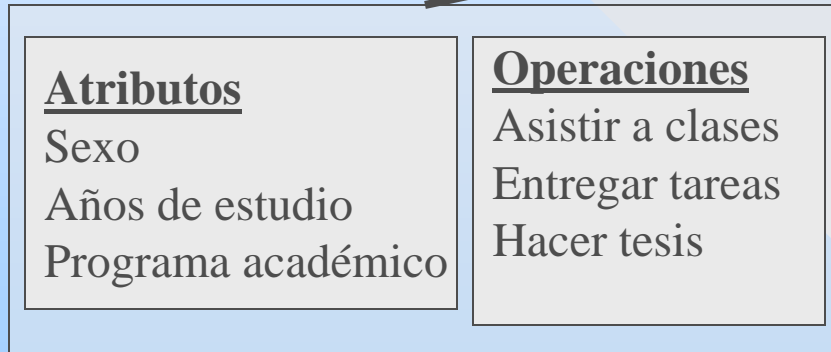 Atributos
Sexo
Años de estudio
Programa académico
Operaciones
Asistir a clases
Entregar tareas
Hacer tesis